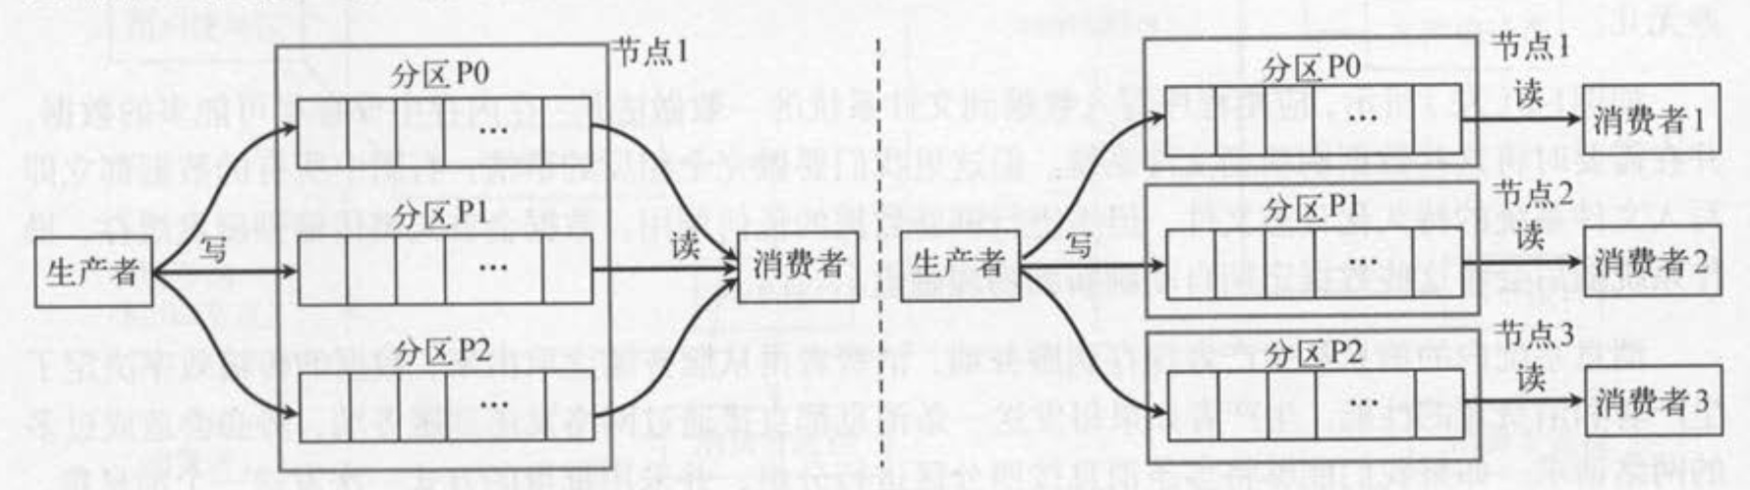 节点1
分区P0
...
分区P1
生产者
写
...
读
消费者
分区P2
...
节点1
分区P0
读
...
消费者1
节点2
分区P1
读
生产者
写
...
消费者2
节点3
分区P2
读
...
消费者3